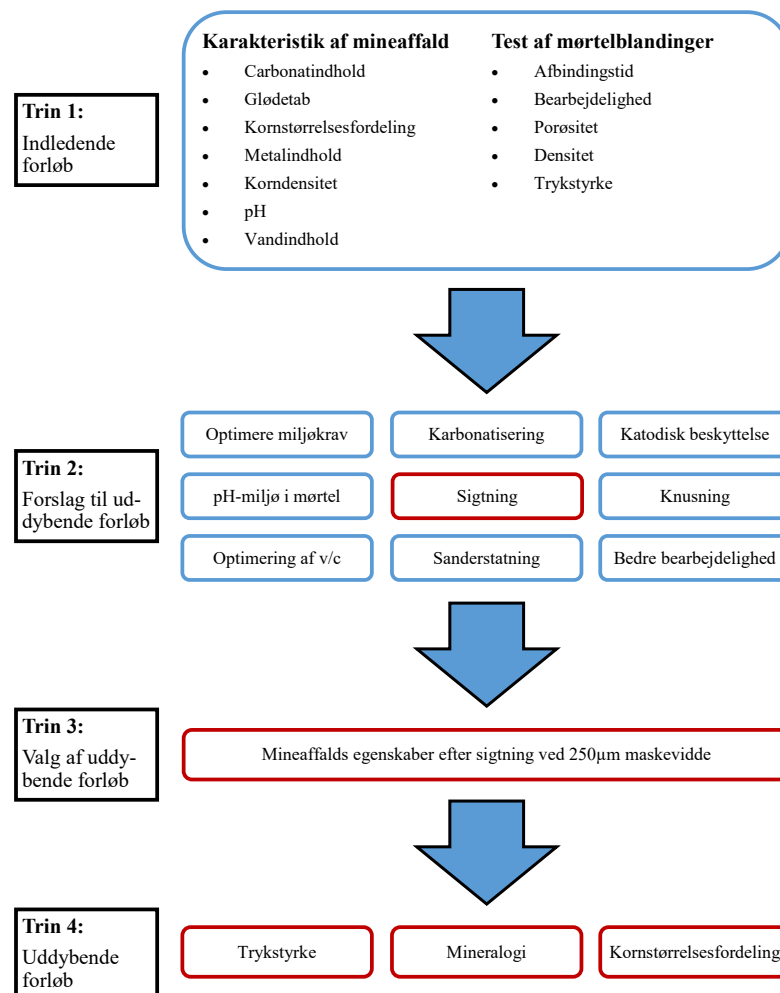 Trin 1:
Indledende
forløb
Karakteristik af mineaffald
• Carbonatindhold
• Glødetab
• Kornstørrelsesfordeling
• Metalindhold
• Korndensitet
• pH
• Vandindhold
Test af mørtelblandinger
• Afbindingstid
• Bearbejdelighed
• Porøsitet
• Densitet
• Trykstyrke
Trin 2:
Forslag til ud-
dybende forløb
Optimere miljøkrav
Karbonatisering
Katodisk beskyttelse
pH-miljø i mørtel
Sigtning
Knusning
Optimering af v/c
Sanderstatning
Bedre bearbejdelighed
Trin 3:
Valg af uddy-
bende forløb
Mineaffalds egenskaber efter sigtning ved 250µm maskevidde
Trin 4:
Uddybende
forløb
Trykstyrke
Mineralogi
Kornstørrelsesfordeling